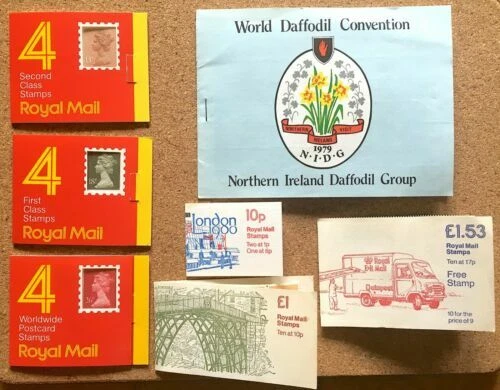 4
Second
Class
Stamps
Royal Mail
4
First
Class
Stamps
Royal Mail
4
Worldwide
Postcard
Stamps
Royal Mail
World Daffodil Convention
NORTHERN VISIT
IRELAND
1979
N·I·D·G
Northern Ireland Daffodil Group
london
1980
10p
Royal Mail
Stamps
Two at 1p
One at 8p
£1
Royal Mail
Stamps
Ten at 10p
£1.53
Royal Mail
Stamps
Ten at 17p
Free
Stamp
10 for the
price of 9
Royal
Mail